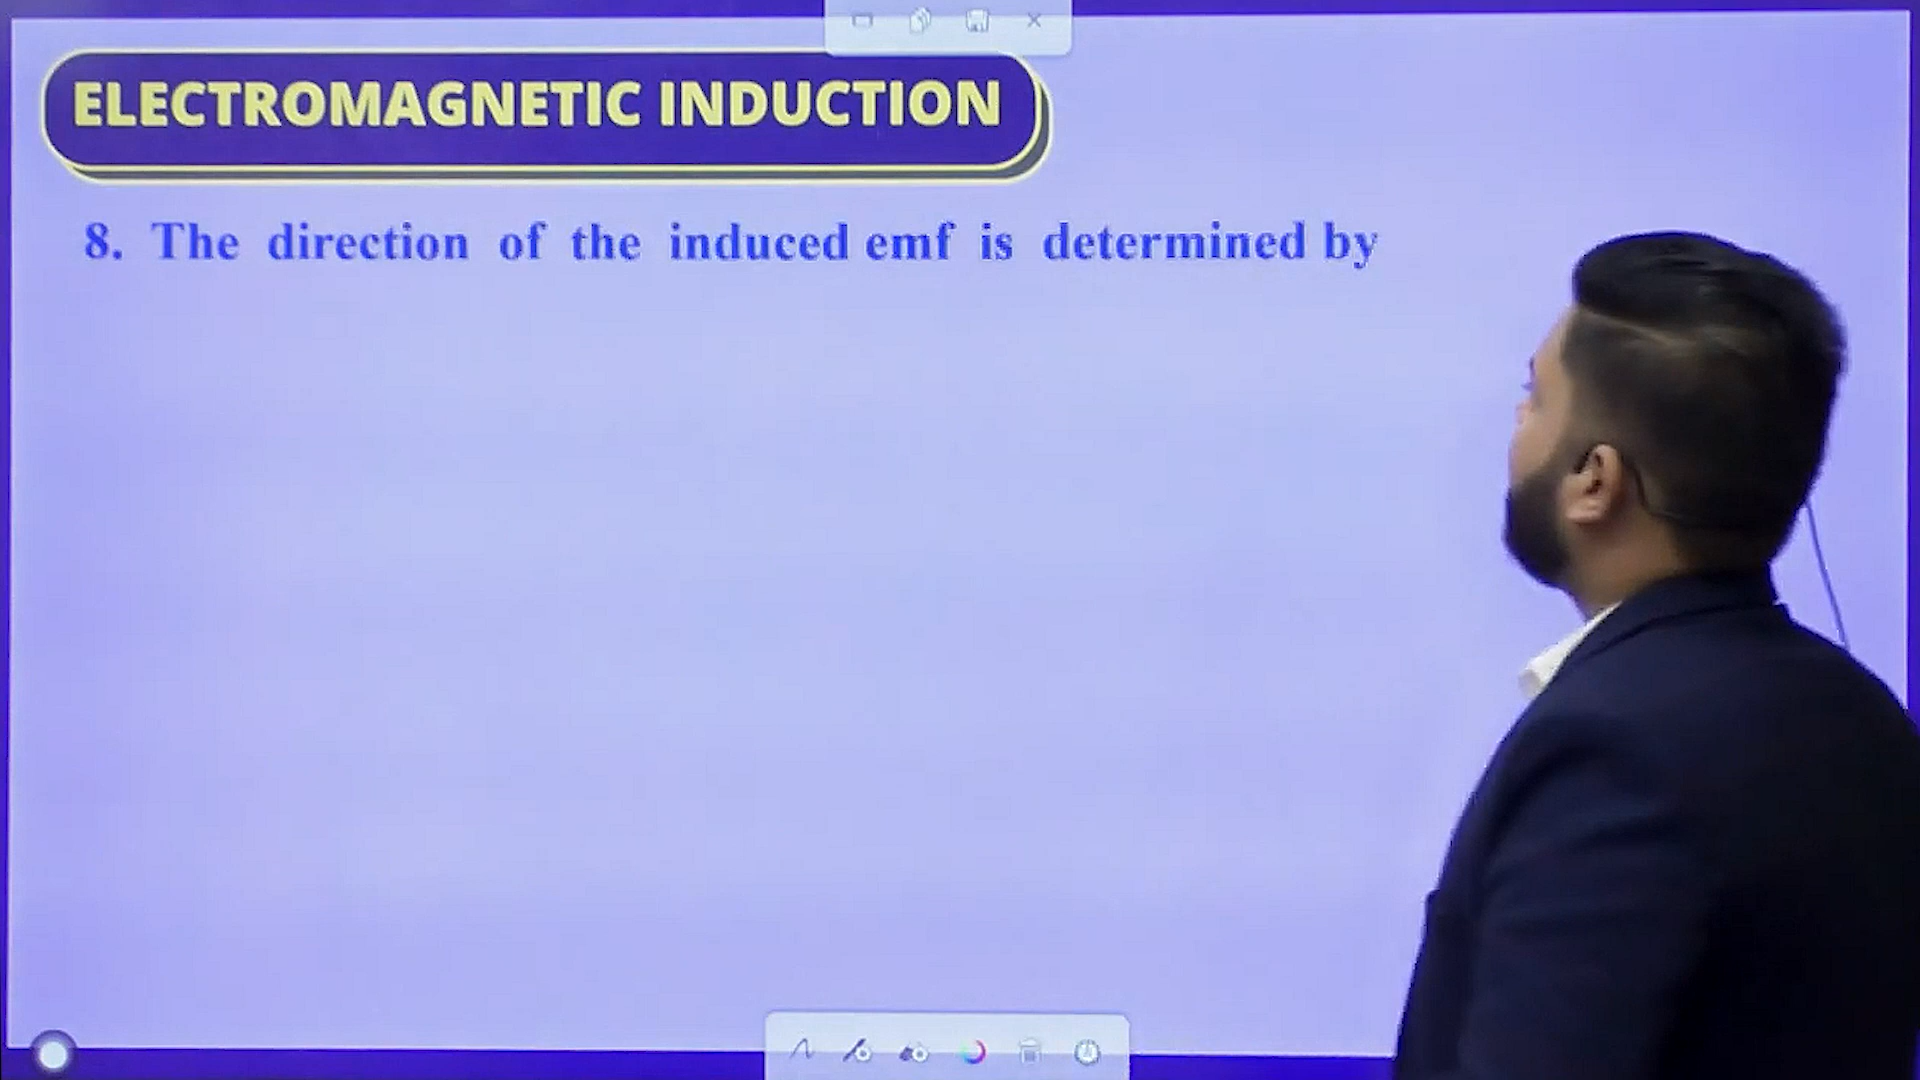 ELECTROMAGNETIC INDUCTION
8. The direction of the induced emf is determined by